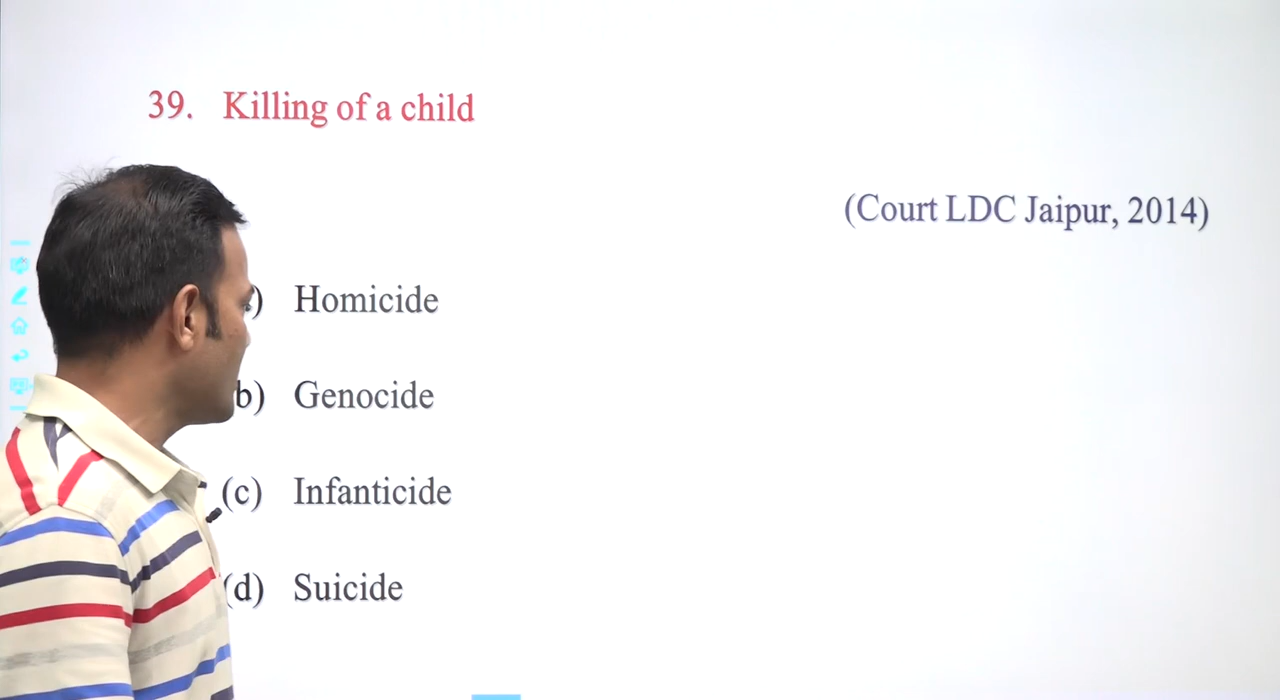 39. Killing of a child
(Court LDC Jaipur, 2014)
) Homicide
b) Genocide
(c) Infanticide
(d) Suicide